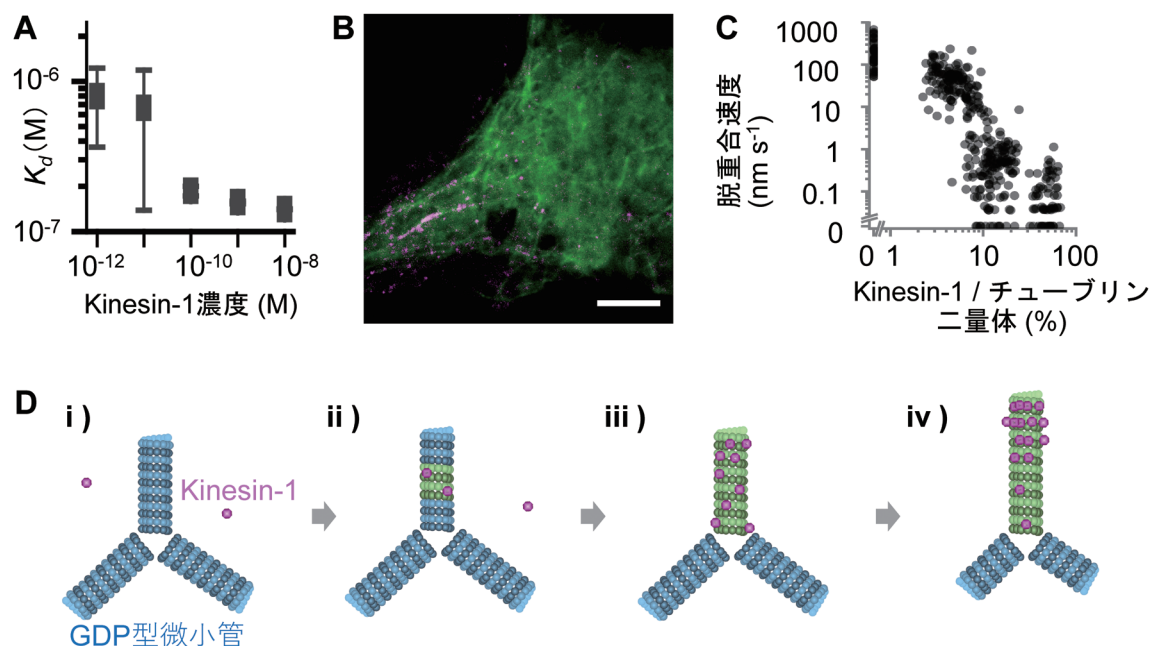 A
10-6
Kd (M)
10-7
10-12
10-10
10-8
Kinesin-1濃度 (M)
B
C
脱重合速度
(nm s-1)
1000
100
10
1
0.1
0
0
1
10
100
Kinesin-1 / チューブリン
二量体 (%)
D
i )
ii )
iii )
iv )
Kinesin-1
GDP型微小管